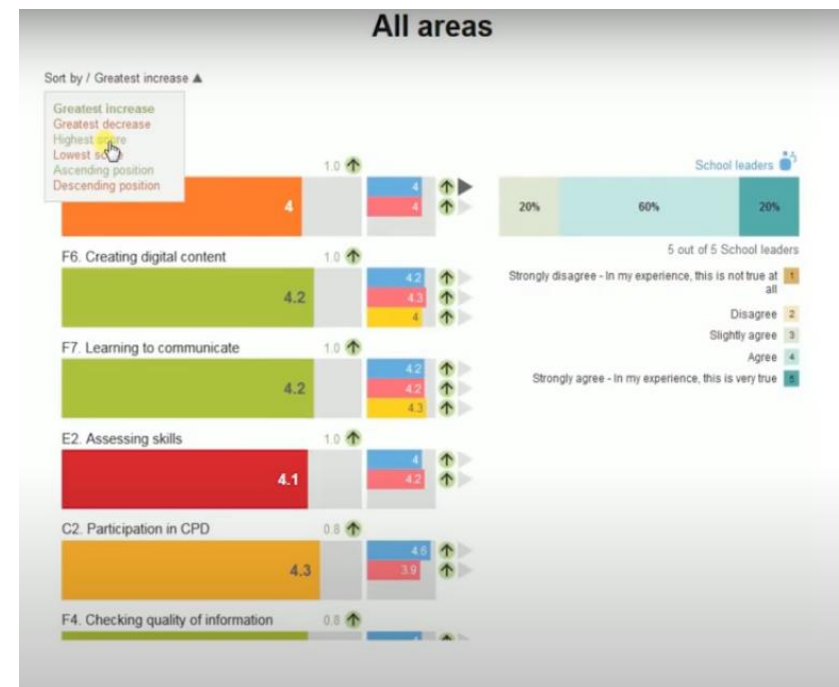 All areas
Sort by / Greatest increase ▲
Greatest increase
Greatest decrease
Highest score
Lowest score
Ascending position
Descending position
1.0
4
4
4
School leaders
20% 60% 20%
5 out of 5 School leaders
Strongly disagree - In my experience, this is not true at 1
all
Disagree 2
Slightly agree 3
Agree 4
Strongly agree - In my experience, this is very true 5
F6. Creating digital content 1.0
4.2
4.2
4.3
4
F7. Learning to communicate 1.0
4.2
4.2
4.2
4.3
E2. Assessing skills 1.0
4.1
4
4.2
C2. Participation in CPD 0.8
4.3
4.6
3.9
F4. Checking quality of information 0.8